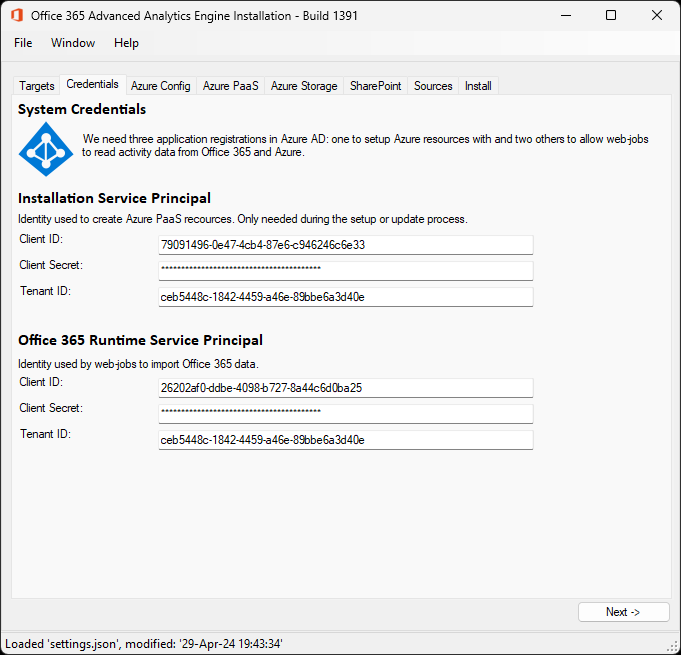 Office 365 Advanced Analytics Engine Installation - Build 1391
File Window Help
Targets Credentials Azure Config Azure PaaS Azure Storage SharePoint Sources Install
System Credentials
We need three application registrations in Azure AD: one to setup Azure resources with and two others to allow web-jobs
to read activity data from Office 365 and Azure.
Installation Service Principal
Identity used to create Azure PaaS recources. Only needed during the setup or update process.
Client ID: 79091496-0e47-4cb4-87e6-c946246c6e33
Client Secret: ****************************************
Tenant ID: ceb5448c-1842-4459-a46e-89bbe6a3d40e
Office 365 Runtime Service Principal
Identity used by web-jobs to import Office 365 data.
Client ID: 26202af0-ddbe-4098-b727-8a44c6d0ba25
Client Secret: ****************************************
Tenant ID: ceb5448c-1842-4459-a46e-89bbe6a3d40e
Next ->
Loaded 'settings.json', modified: '29-Apr-24 19:43:34'